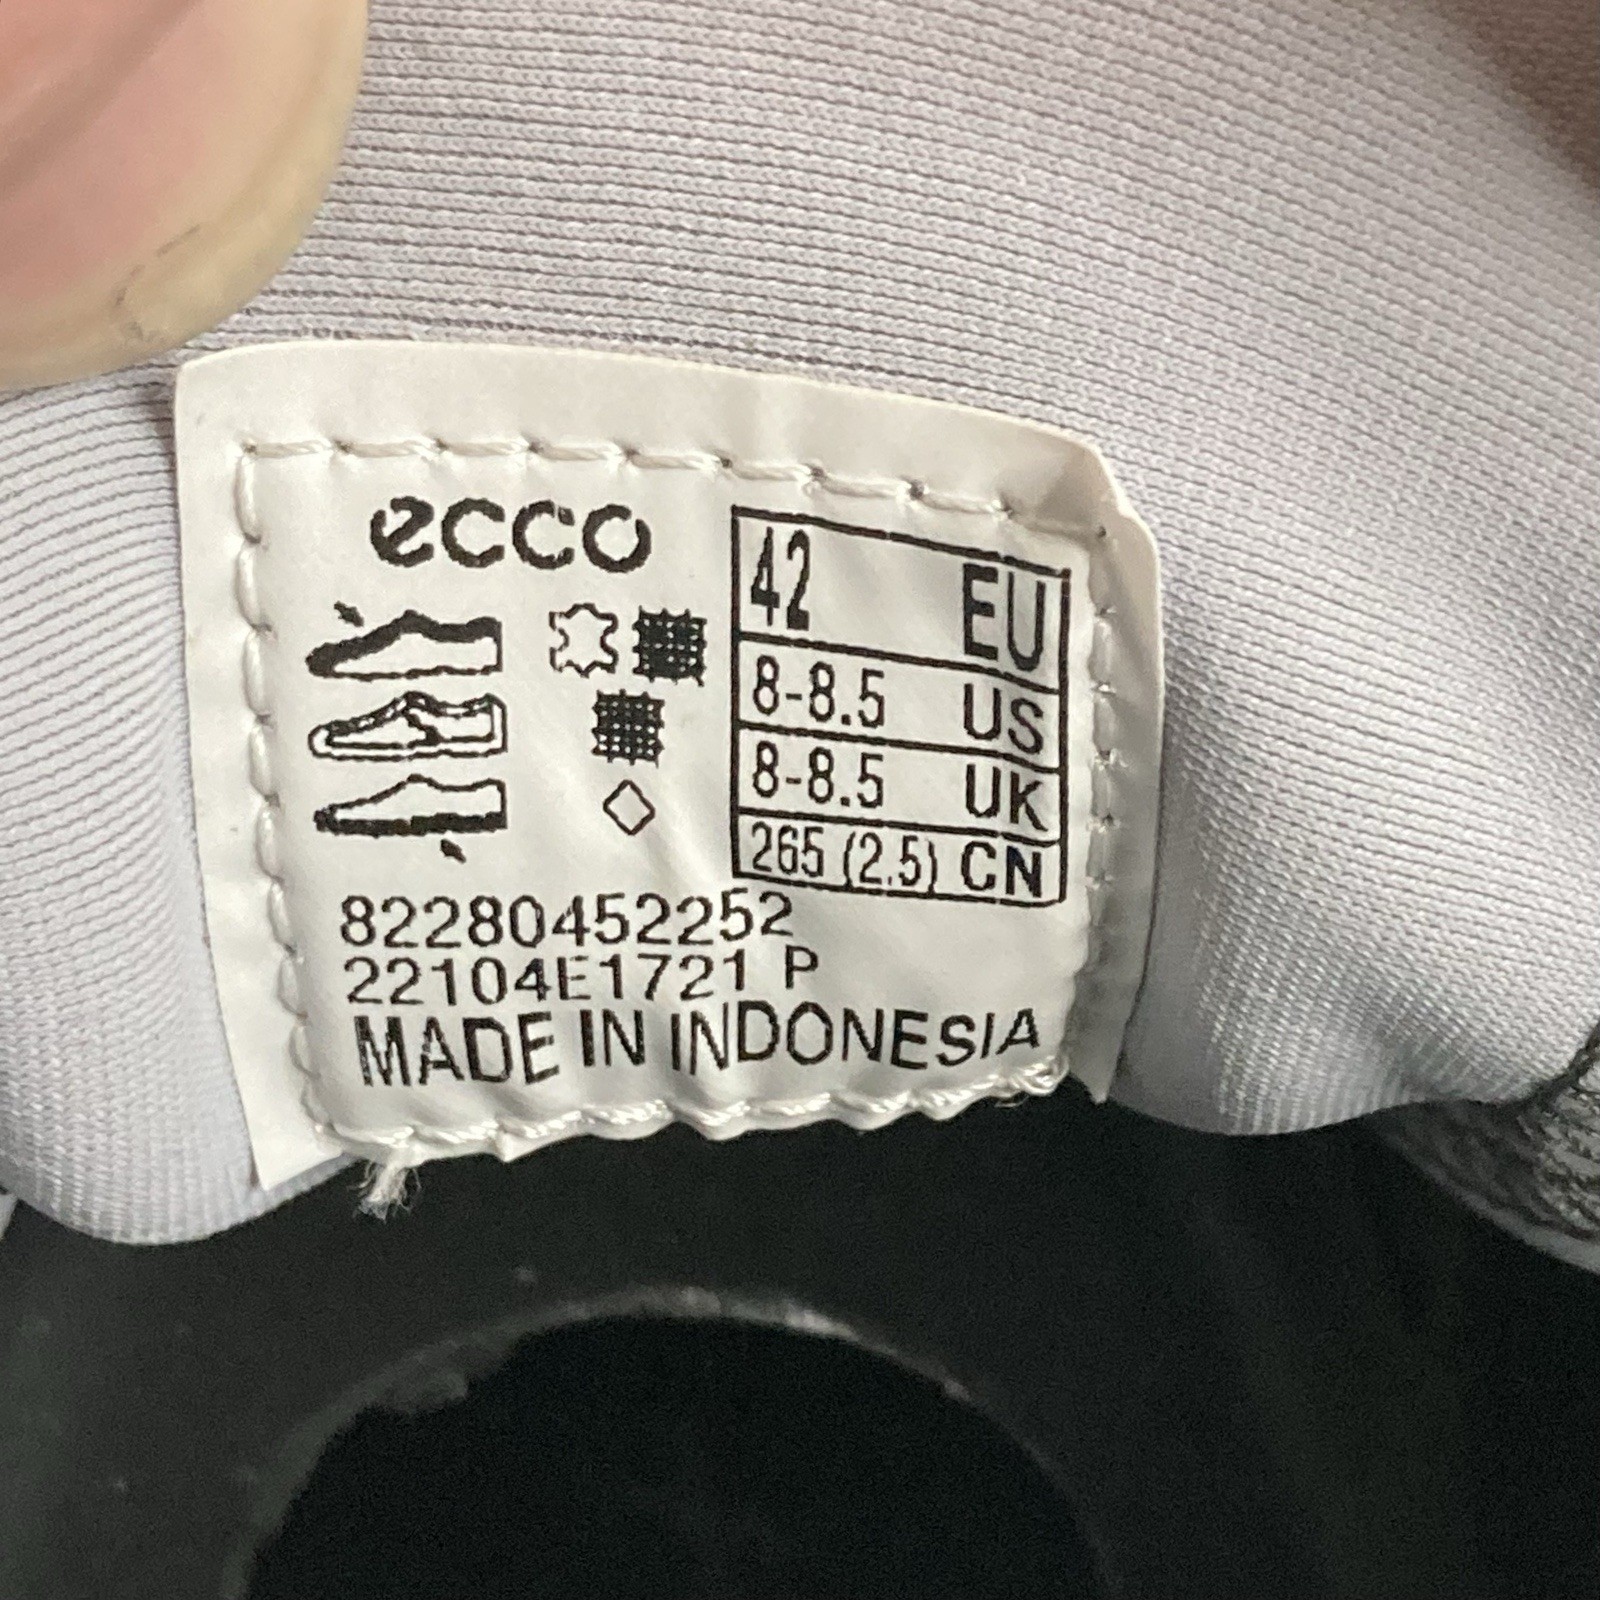 ecco
42 EU
8-8.5 US
8-8.5 UK
265 (2.5) CN
82280452252
22104E1721 P
MADE IN INDONESIA